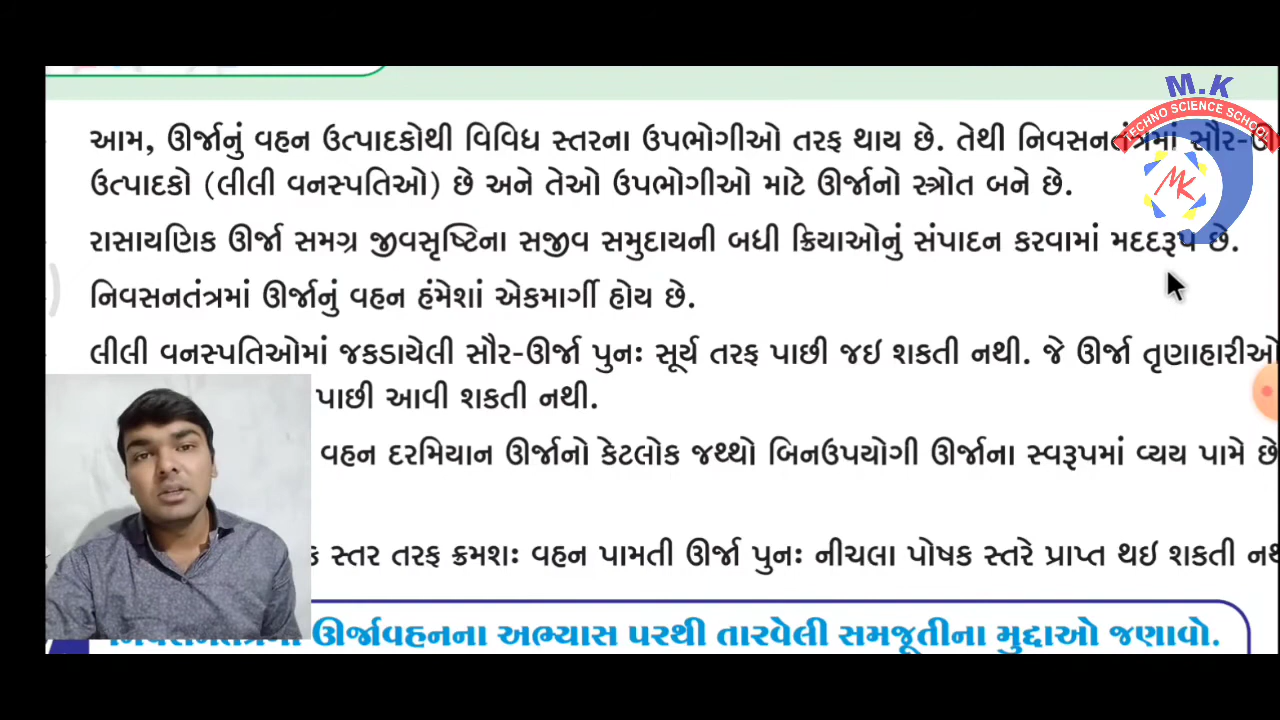 M.K
TECHNO SCIENCE SCHOOL
MK
આમ, ઊર્જાનું વહન ઉત્પાદકોથી વિવિધ સ્તરના ઉપભોગીઓ તરફ થાય છે. તેથી નિવસનતંત્રમાં સૌર-ઊ
ઉત્પાદકો (લીલી વનસ્પતિઓ) છે અને તેઓ ઉપભોગીઓ માટે ઊર્જાનો સ્ત્રોત બને છે.
રાસાયણિક ઊર્જા સમગ્ર જીવસૃષ્ટિના સજીવ સમુદાયની બધી ક્રિયાઓનું સંપાદન કરવામાં મદદરૂપ છે.
નિવસનતંત્રમાં ઊર્જાનું વહન હંમેશાં એકમાર્ગી હોય છે.
લીલી વનસ્પતિઓમાં જકડાયેલી સૌર-ઊર્જા પુનઃ સૂર્ય તરફ પાછી જઇ શકતી નથી. જે ઊર્જા તૃણાહારીઓ
પાછી આવી શકતી નથી.
વહન દરમિયાન ઊર્જાનો કેટલોક જથ્થો બિનઉપયોગી ઊર્જાના સ્વરૂપમાં વ્યય પામે છે
ક સ્તર તરફ ક્રમશઃ વહન પામતી ઊર્જા પુનઃ નીચલા પોષક સ્તરે પ્રાપ્ત થઇ શકતી નથ
ઊર્જાવહનના અભ્યાસ પરથી તારવેલી સમજૂતીના મુદ્દાઓ જણાવો.